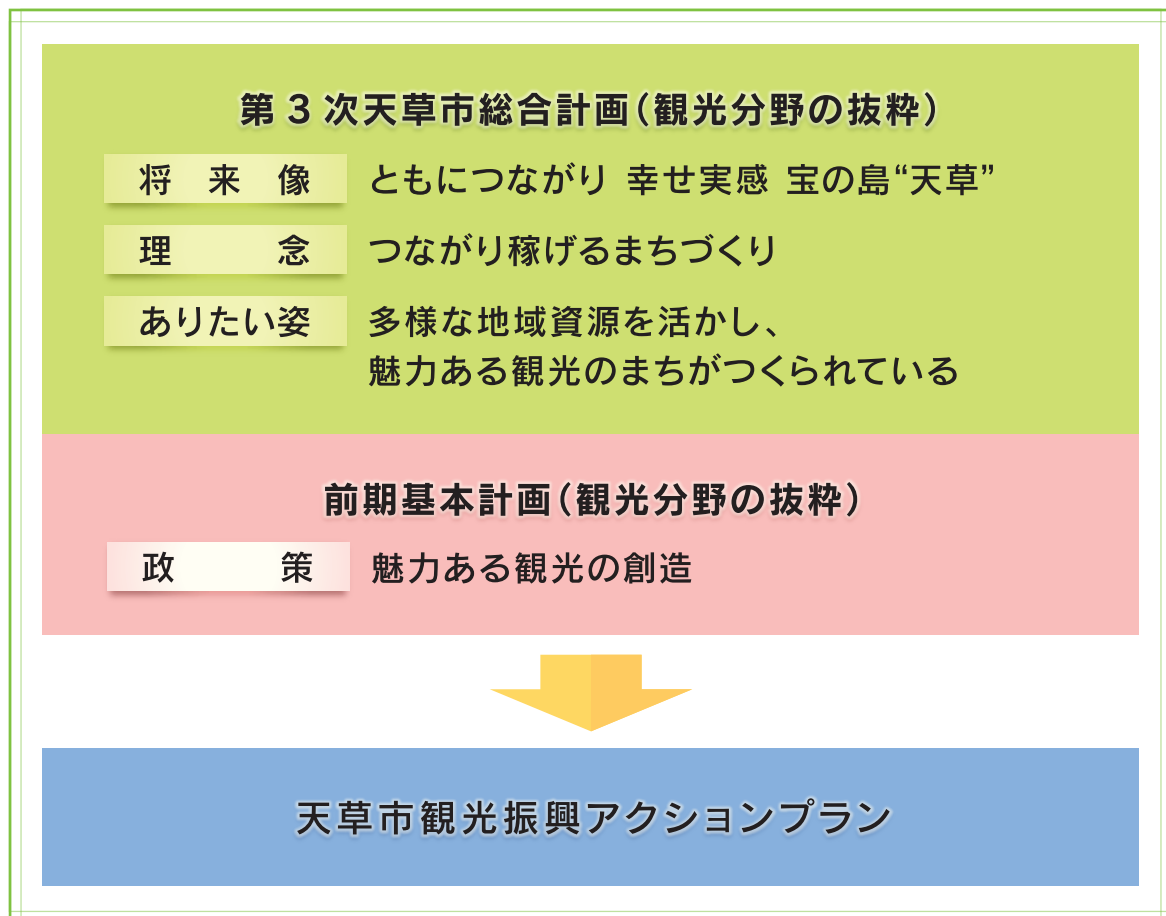 第3次天草市総合計画(観光分野の抜粋)
将来像 ともにつながり 幸せ実感 宝の島“天草”
理念 つながり稼げるまちづくり
ありたい姿 多様な地域資源を活かし、
魅力ある観光のまちがつくられている
前期基本計画(観光分野の抜粋)
政策 魅力ある観光の創造
天草市観光振興アクションプラン